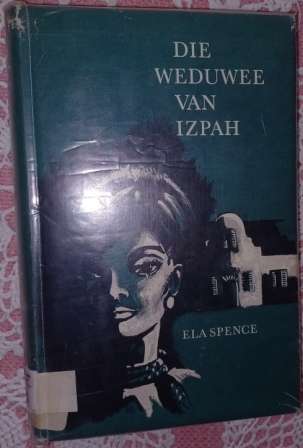 DIE
WEDUWEE
VAN
IZPAH
ELA SPENCE